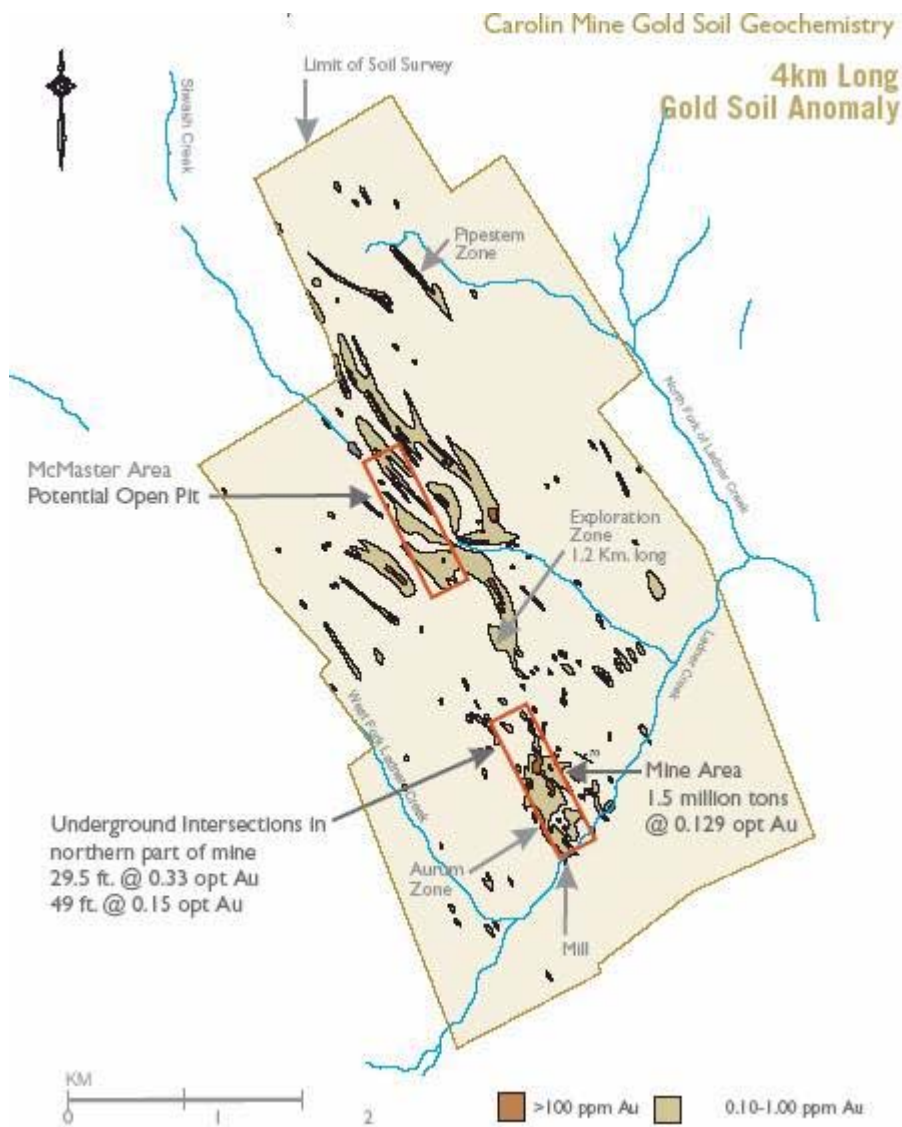 Carolin Mine Gold Soil Geochemistry
4km Long
Gold Soil Anomaly
Limit of Soil Survey
Siwash Creek
Pipestem
Zone
North Fork of Ladner Creek
McMaster Area
Potential Open Pit
Exploration
Zone
1.2 Km. long
Ladner Creek
West Fork Ladner Creek
Mine Area
1.5 million tons
@ 0.129 opt Au
Underground Intersections in
northern part of mine
29.5 ft. @ 0.33 opt Au
49 ft. @ 0.15 opt Au
Aurum
Zone
Mill
KM
0 1 2
>100 ppm Au 0.10-1.00 ppm Au